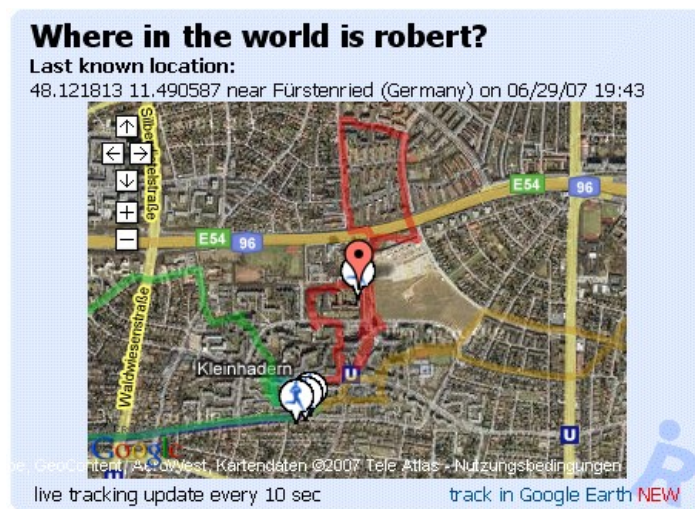 Where in the world is robert?
Last known location:
48.121813 11.490587 near Fürstenried (Germany) on 06/29/07 19:43
Silberdistelstraße
E54 96
E54 96
Waldwiesenstraße
Kleinhadern
U
U
Google
be, GeoContent, AeroWest, Kartendaten ©2007 Tele Atlas - Nutzungsbedingungen
live tracking update every 10 sec track in Google Earth NEW